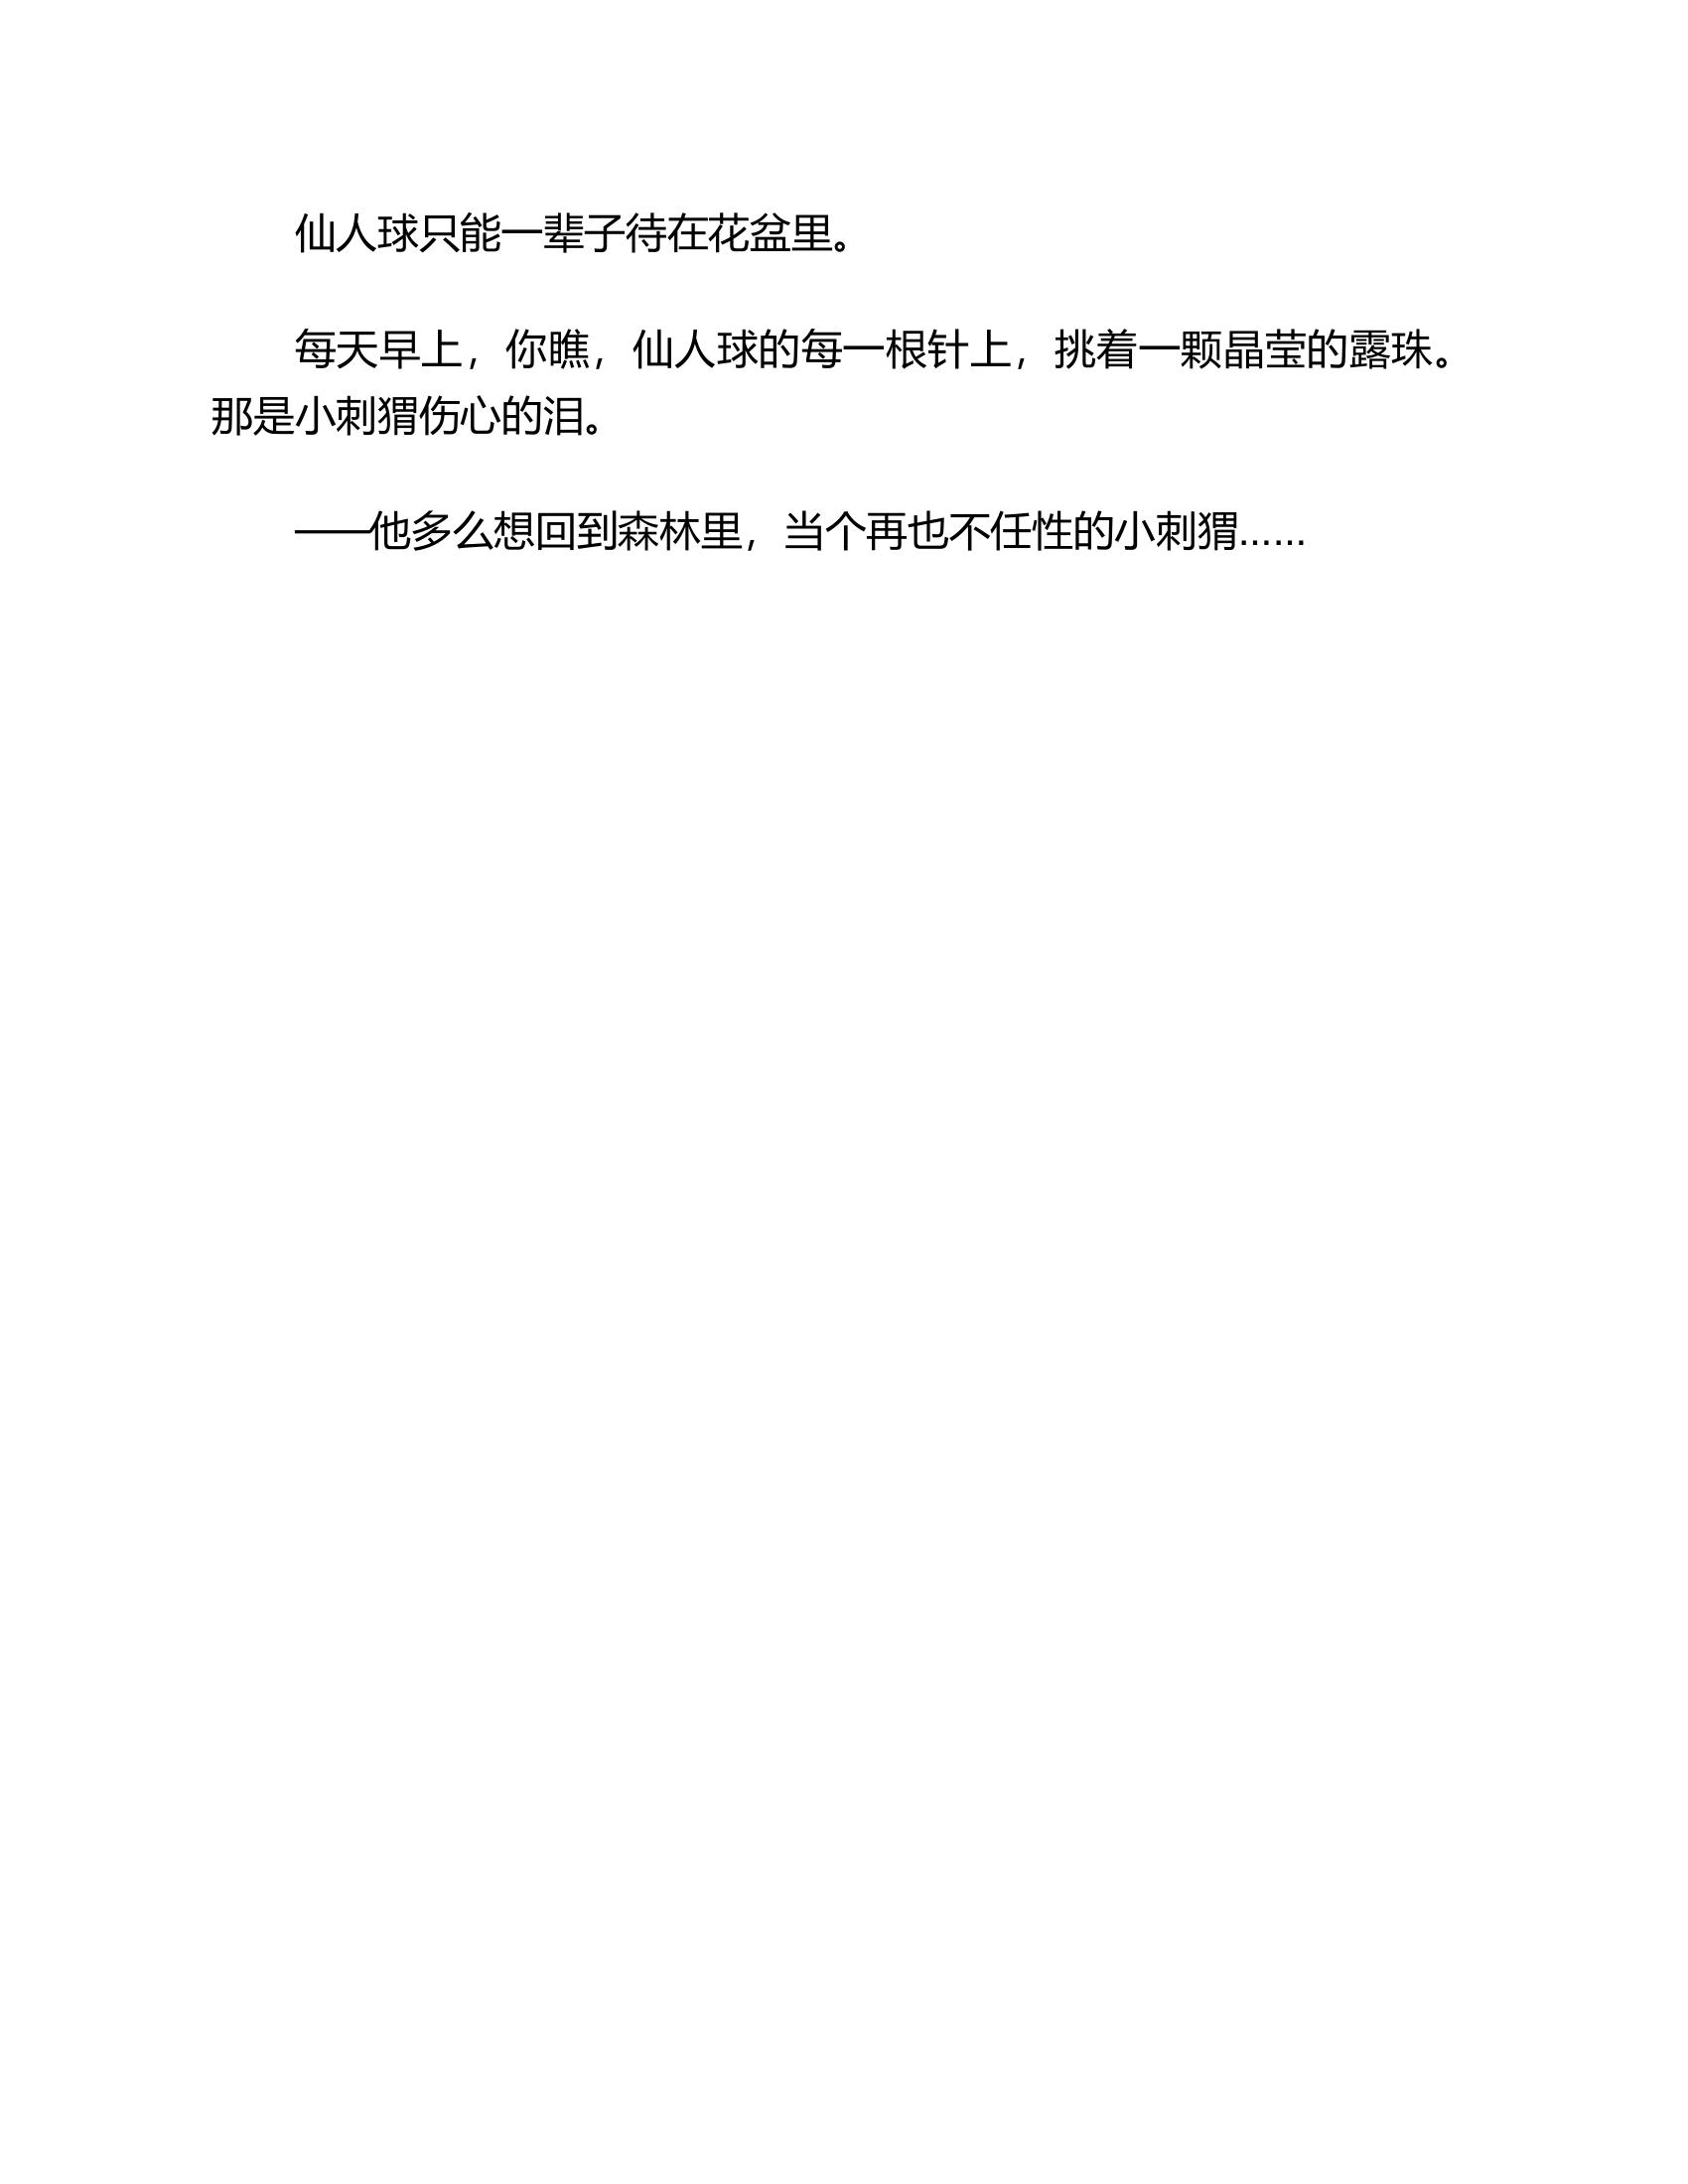 仙人球只能一辈子待在花盆里。
每天早上，你瞧，仙人球的每一根针上，挑着一颗晶莹的露珠。
那是小刺猬伤心的泪。
——他多么想回到森林里，当个再也不任性的小刺猬……